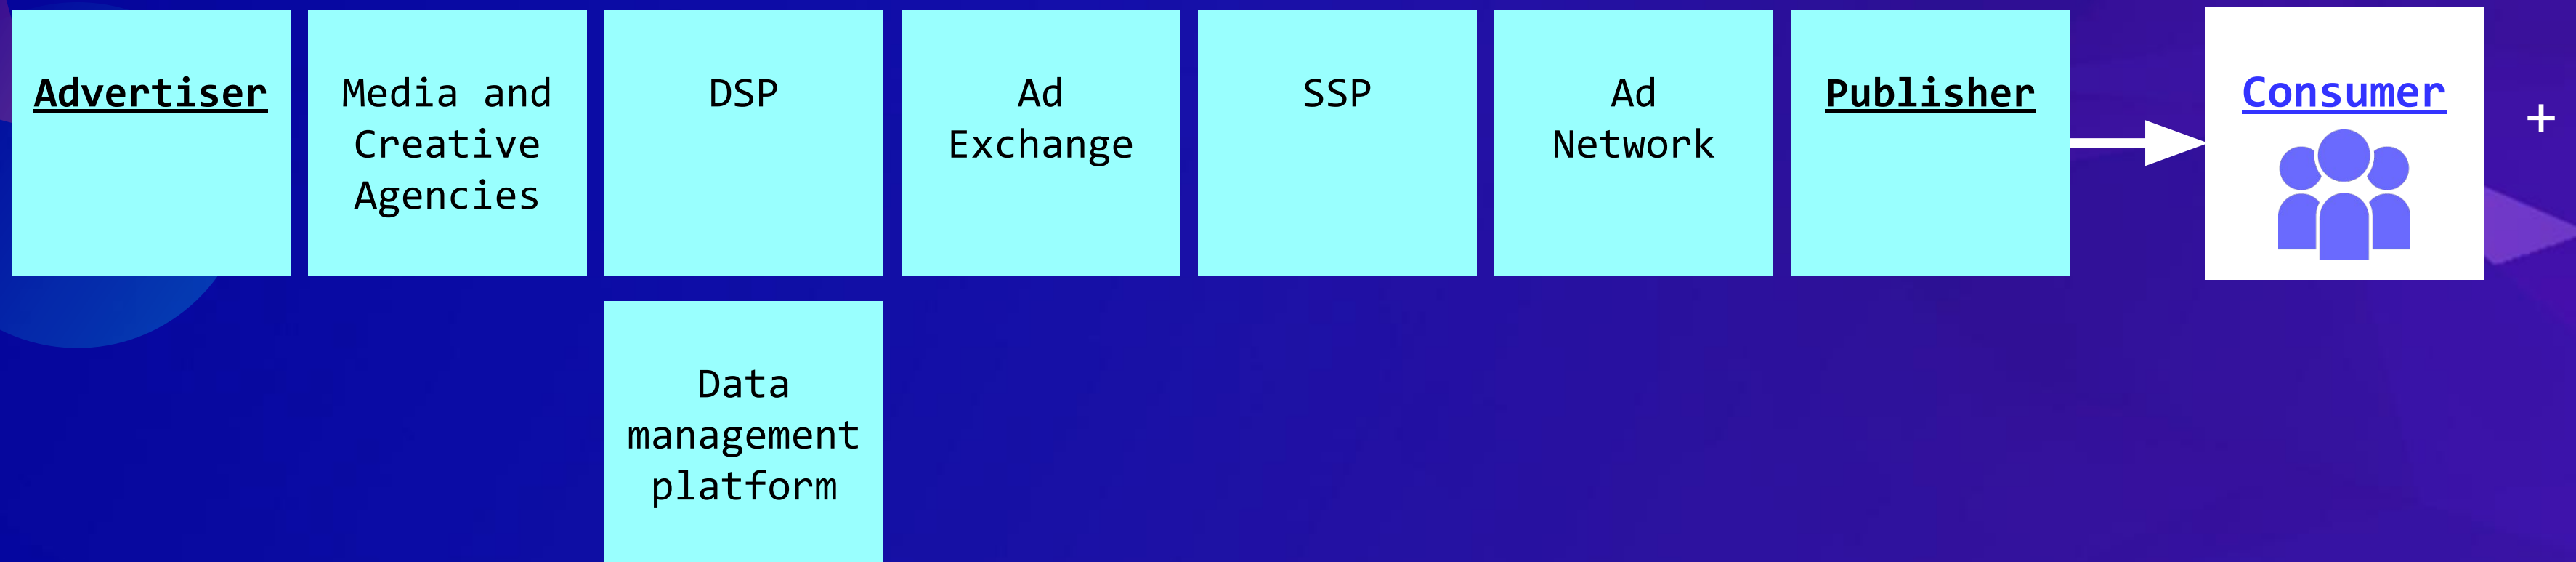 Advertiser
Media and
Creative
Agencies
DSP
Ad
Exchange
SSP
Ad
Network
Publisher
Consumer
+
Data
management
platform